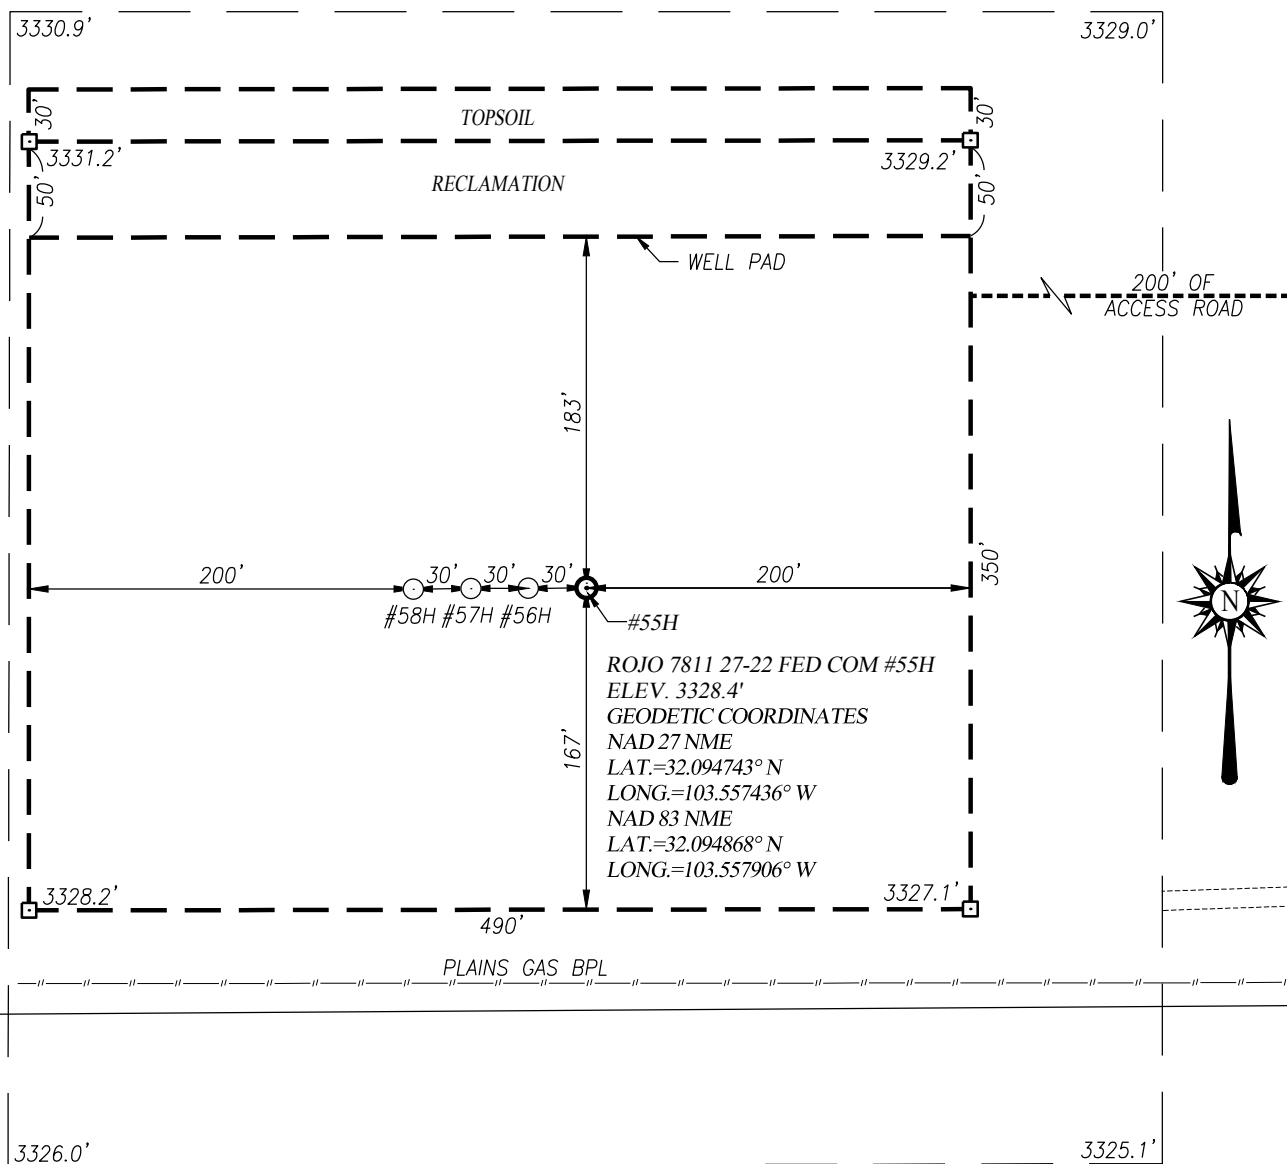 3330.9'
3329.0'
30'
TOPSOIL
30'
3331.2'
3329.2'
50'
RECLAMATION
50'
WELL PAD
200' OF
ACCESS ROAD
183'
350'
200'
30'
30'
30'
200'
#58H
#57H
#56H
#55H
N
ROJO 7811 27-22 FED COM #55H
ELEV. 3328.4'
GEODETIC COORDINATES
NAD 27 NME
LAT.=32.094743° N
LONG.=103.557436° W
NAD 83 NME
LAT.=32.094868° N
LONG.=103.557906° W
167'
3328.2'
3327.1'
490'
PLAINS GAS BPL
3326.0'
3325.1'